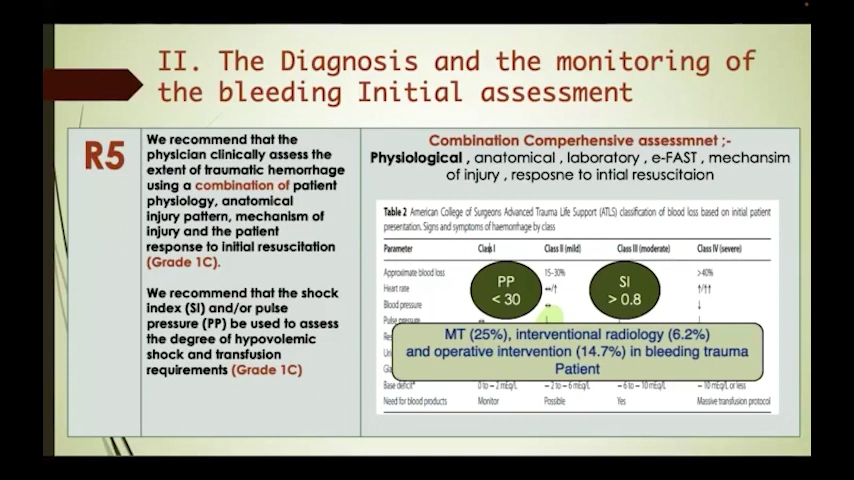 II. The Diagnosis and the monitoring of
the bleeding Initial assessment
R5
We recommend that the
physician clinically assess the
extent of traumatic hemorrhage
using a combination of patient
physiology, anatomical
injury pattern, mechanism of
injury and the patient
response to initial resuscitation
(Grade 1C).
We recommend that the shock
index (SI) and/or pulse
pressure (PP) be used to assess
the degree of hypovolemic
shock and transfusion
requirements (Grade 1C)
Combination Comperhensive assessmnet ;-
Physiological , anatomical , laboratory , e-FAST , mechansim
of injury , resposne to intial resuscitaion
Table 2 American College of Surgeons Advanced Trauma Life Support (ATLS) classification of blood loss based on initial patient
presentation. Signs and symptoms of haemorrhage by class
Parameter Class I Class II (mild) Class III (moderate) Class IV (severe)
Approximate blood loss 15–30% >40%
Heart rate ↔/↑ ↑/↑↑
Blood pressure ↔ ↓
Pulse pressure
PP
< 30
SI
> 0.8
MT (25%), interventional radiology (6.2%)
and operative intervention (14.7%) in bleeding trauma
Patient
Base deficit* 0 to − 2 mEq/L − 2 to − 6 mEq/L − 6 to − 10 mEq/L − 10 mEq/L or less
Need for blood products Monitor Possible Yes Massive transfusion protocol